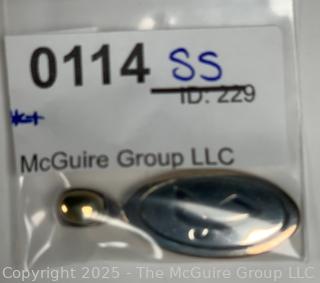 0114 SS
ID: 229
McGuire Group LLC
Copyright © 2025 - The McGuire Group LLC